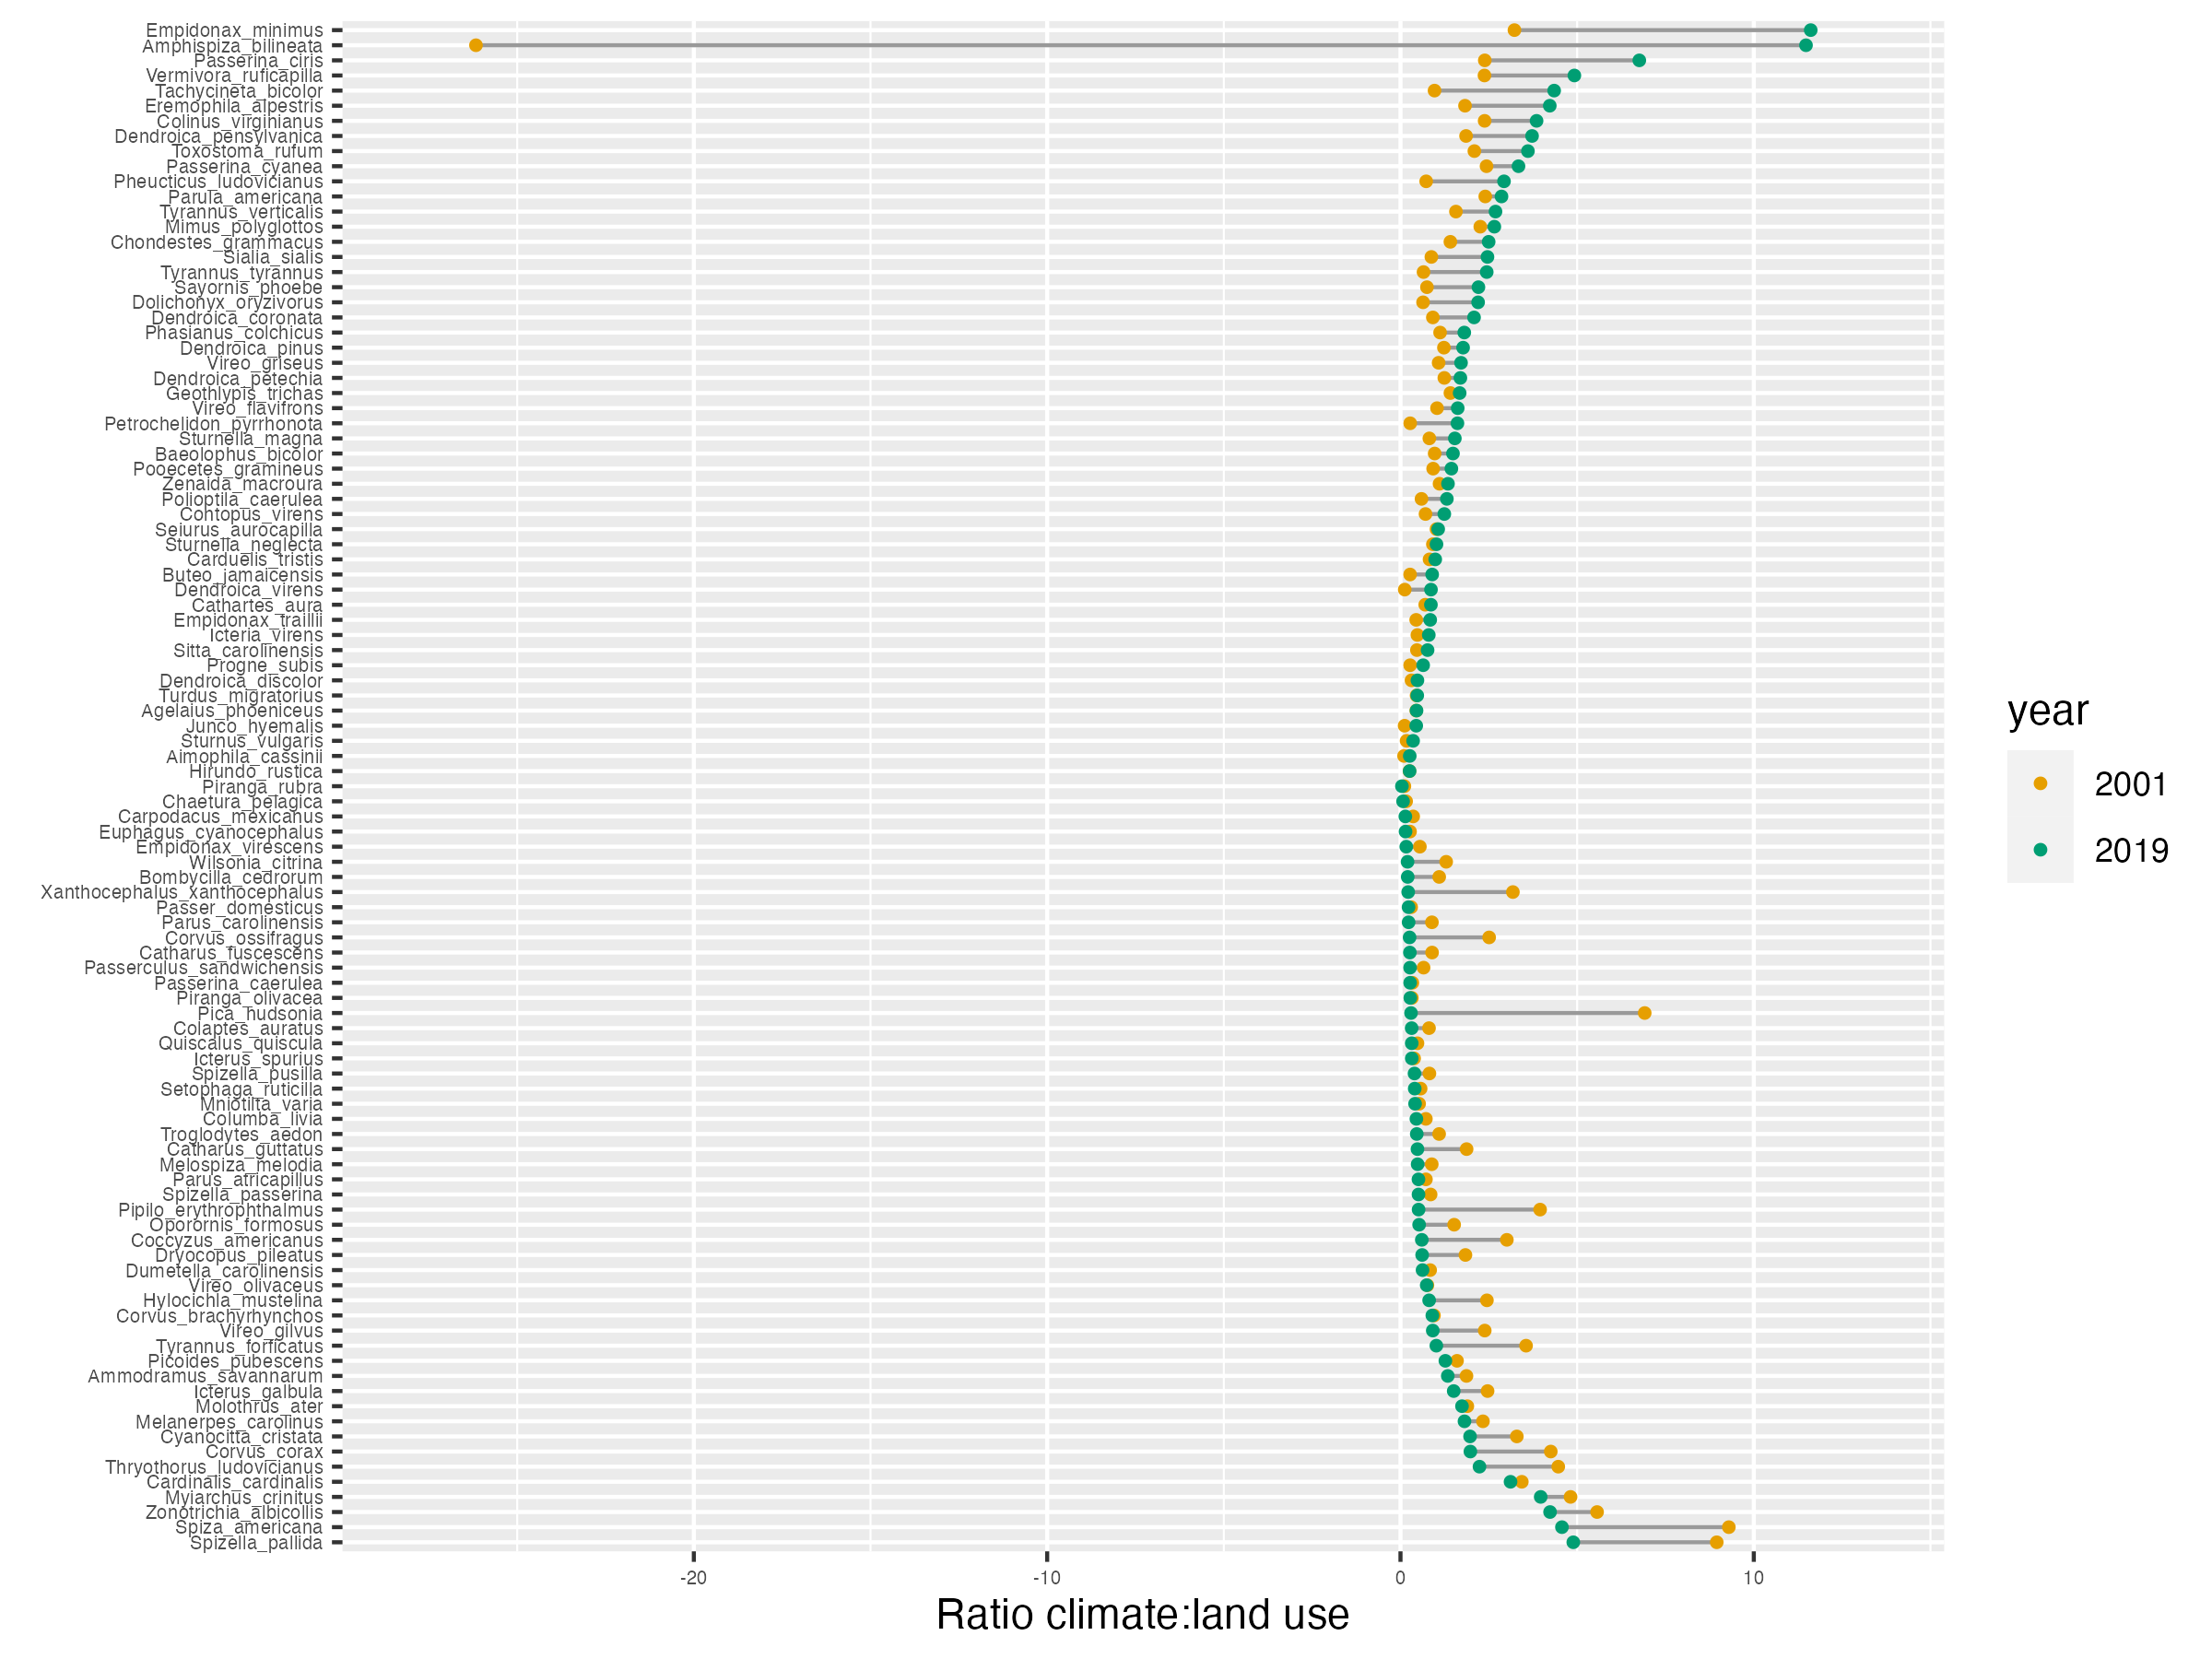 Empidonax_minimus
Amphispiza_bilineata
Passerina_ciris
Vermivora_ruficapilla
Tachycineta_bicolor
Eremophila_alpestris
Colinus_virginianus
Dendroica_pensylvanica
Toxostoma_rufum
Passerina_cyanea
Pheucticus_ludovicianus
Parula_americana
Tyrannus_verticalis
Mimus_polyglottos
Chondestes_grammacus
Sialia_sialis
Tyrannus_tyrannus
Sayornis_phoebe
Dolichonyx_oryzivorus
Dendroica_coronata
Phasianus_colchicus
Dendroica_pinus
Vireo_griseus
Dendroica_petechia
Geothlypis_trichas
Vireo_flavifrons
Petrochelidon_pyrrhonota
Sturnella_magna
Baeolophus_bicolor
Pooecetes_gramineus
Zenaida_macroura
Polioptila_caerulea
Contopus_virens
Seiurus_aurocapilla
Sturnella_neglecta
Carduelis_tristis
Buteo_jamaicensis
Dendroica_virens
Cathartes_aura
Empidonax_traillii
Icteria_virens
Sitta_carolinensis
Progne_subis
Dendroica_discolor
Turdus_migratorius
Agelaius_phoeniceus
Junco_hyemalis
Sturnus_vulgaris
Aimophila_cassinii
Hirundo_rustica
Piranga_rubra
Chaetura_pelagica
Carpodacus_mexicanus
Euphagus_cyanocephalus
Empidonax_virescens
Wilsonia_citrina
Bombycilla_cedrorum
Xanthocephalus_xanthocephalus
Passer_domesticus
Parus_carolinensis
Corvus_ossifragus
Catharus_fuscescens
Passerculus_sandwichensis
Passerina_caerulea
Piranga_olivacea
Pica_hudsonia
Colaptes_auratus
Quiscalus_quiscula
Icterus_spurius
Spizella_pusilla
Setophaga_ruticilla
Mniotilta_varia
Columba_livia
Troglodytes_aedon
Catharus_guttatus
Melospiza_melodia
Parus_atricapillus
Spizella_passerina
Pipilo_erythrophthalmus
Oporornis_formosus
Coccyzus_americanus
Dryocopus_pileatus
Dumetella_carolinensis
Vireo_olivaceus
Hylocichla_mustelina
Corvus_brachyrhynchos
Vireo_gilvus
Tyrannus_forficatus
Picoides_pubescens
Ammodramus_savannarum
Icterus_galbula
Molothrus_ater
Melanerpes_carolinus
Cyanocitta_cristata
Corvus_corax
Thryothorus_ludovicianus
Cardinalis_cardinalis
Myiarchus_crinitus
Zonotrichia_albicollis
Spiza_americana
Spizella_pallida
-20 -10 0 10
Ratio climate:land use
year
2001
2019